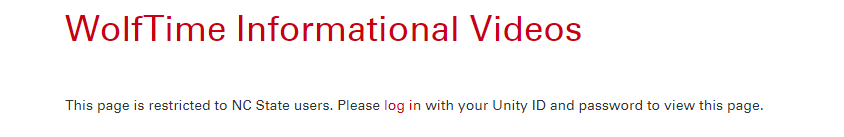 WolfTime Informational Videos
This page is restricted to NC State users. Please log in with your Unity ID and password to view this page.